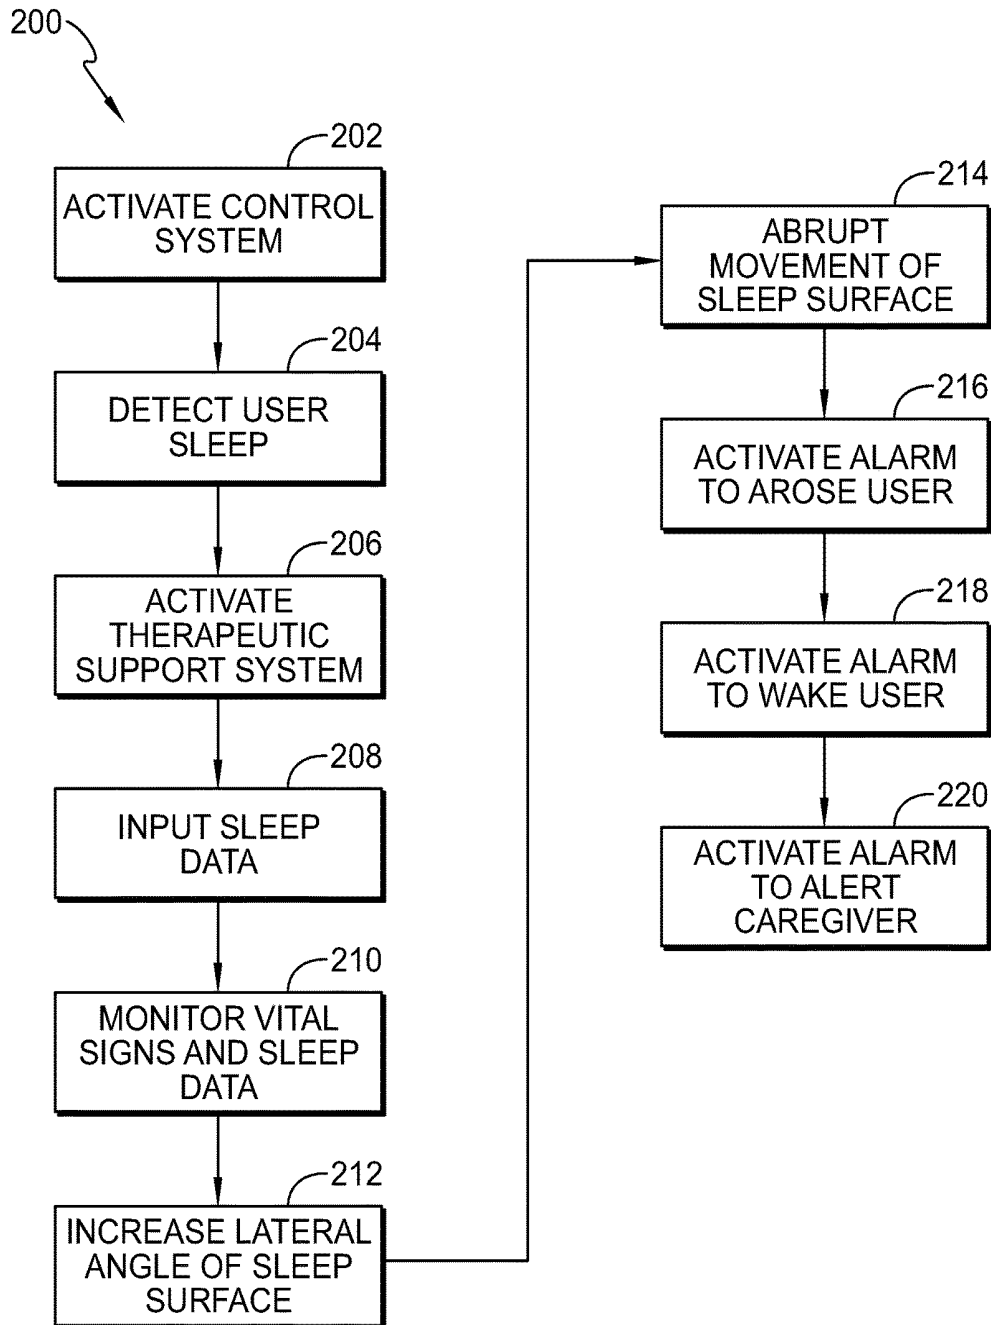 200
202
ACTIVATE CONTROL
SYSTEM
204
DETECT USER
SLEEP
206
ACTIVATE
THERAPEUTIC
SUPPORT SYSTEM
208
INPUT SLEEP
DATA
210
MONITOR VITAL
SIGNS AND SLEEP
DATA
212
INCREASE LATERAL
ANGLE OF SLEEP
SURFACE
214
ABRUPT
MOVEMENT OF
SLEEP SURFACE
216
ACTIVATE ALARM
TO AROSE USER
218
ACTIVATE ALARM
TO WAKE USER
220
ACTIVATE ALARM
TO ALERT
CAREGIVER